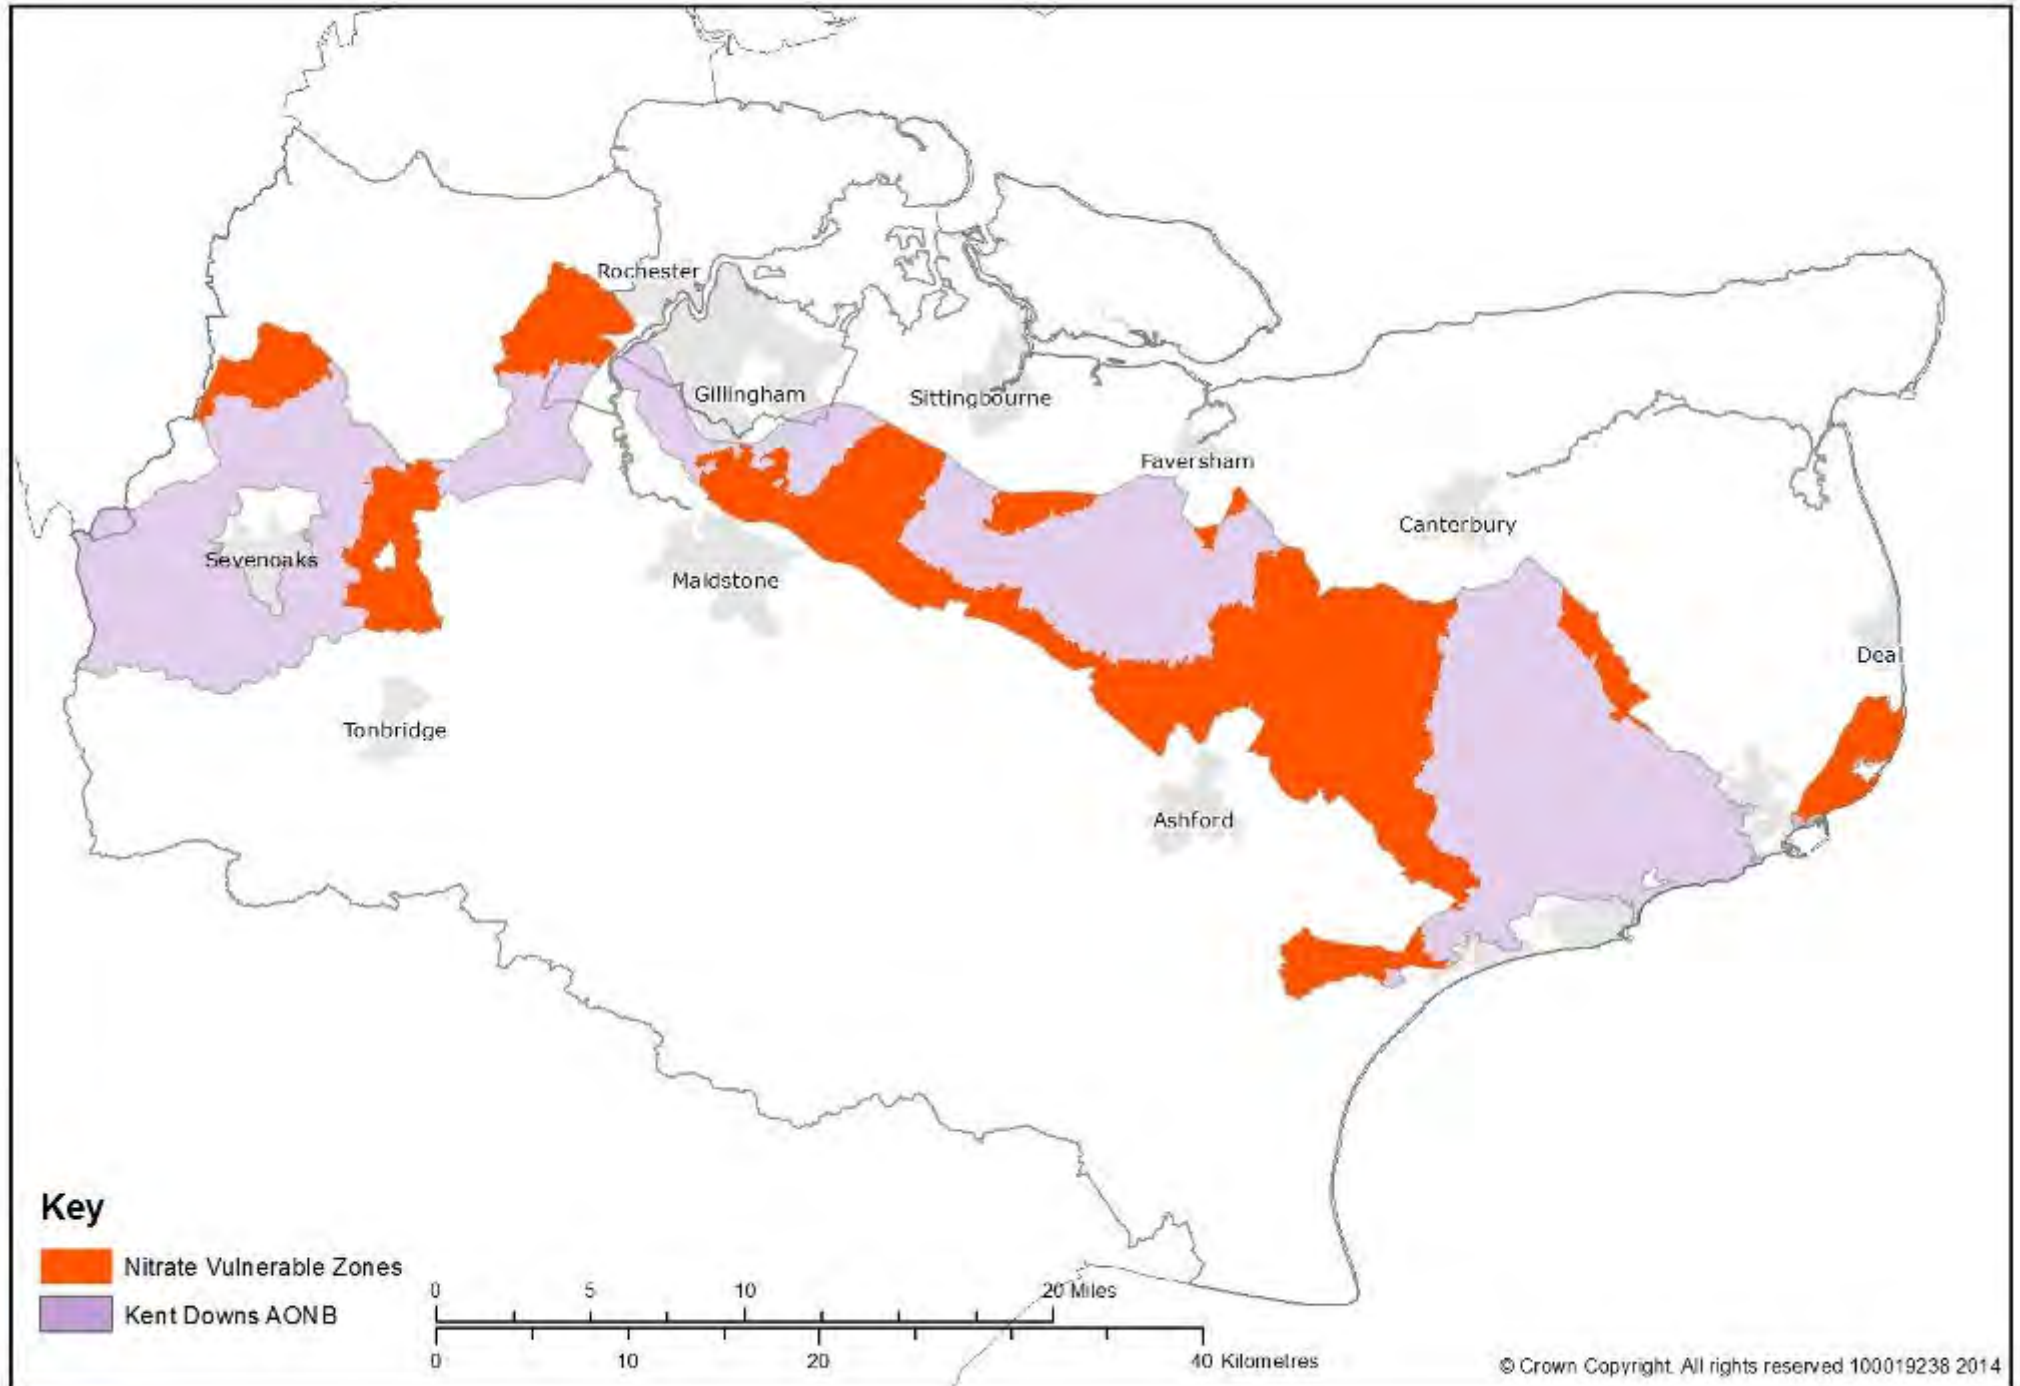 Rochester
Gillingham
Sittingbourne
Faversham
Canterbury
Sevenoaks
Maidstone
Deal
Tonbridge
Ashford
Key
Nitrate Vulnerable Zones
Kent Downs AONB
0 5 10 20 Miles
0 10 20 40 Kilometres
© Crown Copyright. All rights reserved 100019238 2014